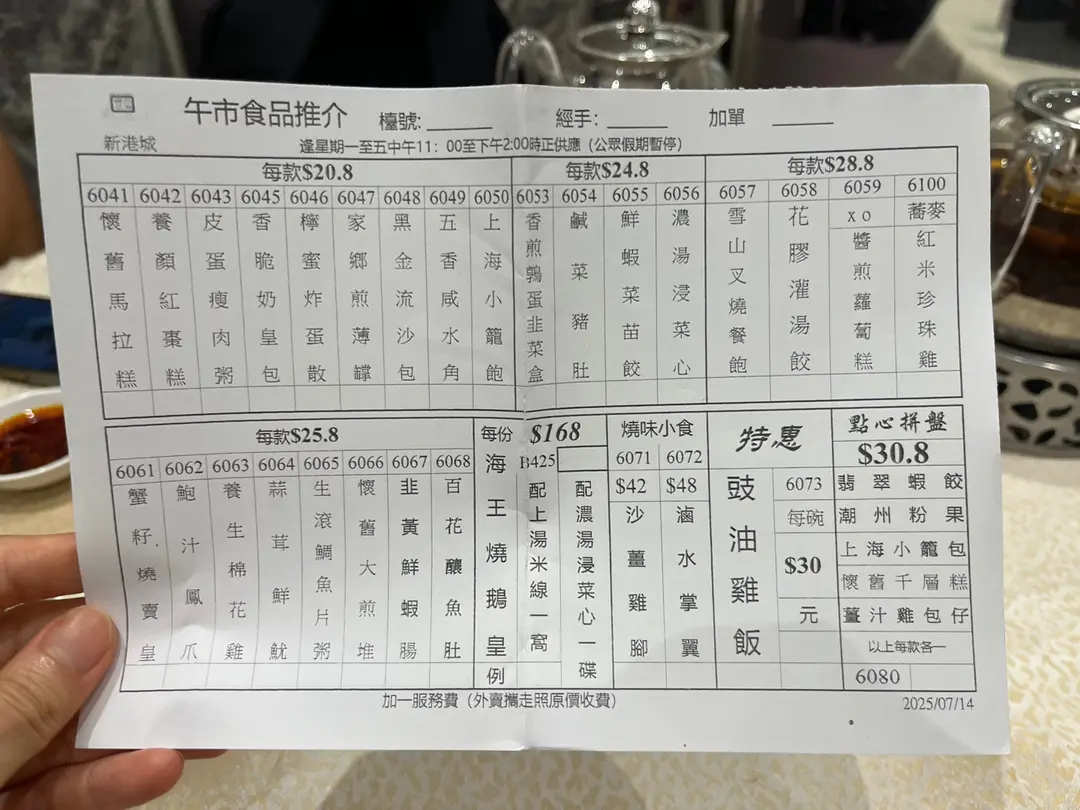 午市食品推介 檯號: 經手: 加單
新港城 逢星期一至五中午11：00至下午2:00時正供應（公眾假期暫停）
每款$20.8
6041 懷舊馬拉糕
6042 養顏紅棗糕
6043 皮蛋瘦肉粥
6045 香脆奶皇包
6046 檸蜜炸蛋散
6047 家鄉煎薄罉
6048 黑金流沙包
6049 五香咸水角
6050 上海小籠飽
每款$24.8
6053 香煎鵪蛋韭菜盒
6054 鹹菜豬肚
6055 鮮蝦菜苗餃
6056 濃湯浸菜心
每款$28.8
6057 雪山叉燒餐飽
6058 花膠灌湯餃
6059 xo醬煎蘿蔔糕
6100 蕎麥紅米珍珠雞
每款$25.8
6061 蟹籽.燒賣皇
6062 鮑汁鳳爪
6063 養生棉花雞
6064 蒜茸鮮魷
6065 生滾鯛魚片粥
6066 懷舊大煎堆
6067 韭黃鮮蝦腸
6068 百花釀魚肚
每份 $168
海王燒鵝皇例
B425
配上湯米線一窩
配濃湯浸菜心一碟
燒味小食
6071 $42 沙薑雞腳
6072 $48 滷水掌翼
特惠
豉油雞飯
6073
每碗
$30
元
點心拼盤
$30.8
翡翠蝦餃
潮州粉果
上海小籠包
懷舊千層糕
薑汁雞包仔
以上每款各一
6080
加一服務費（外賣攜走照原價收費）
2025/07/14